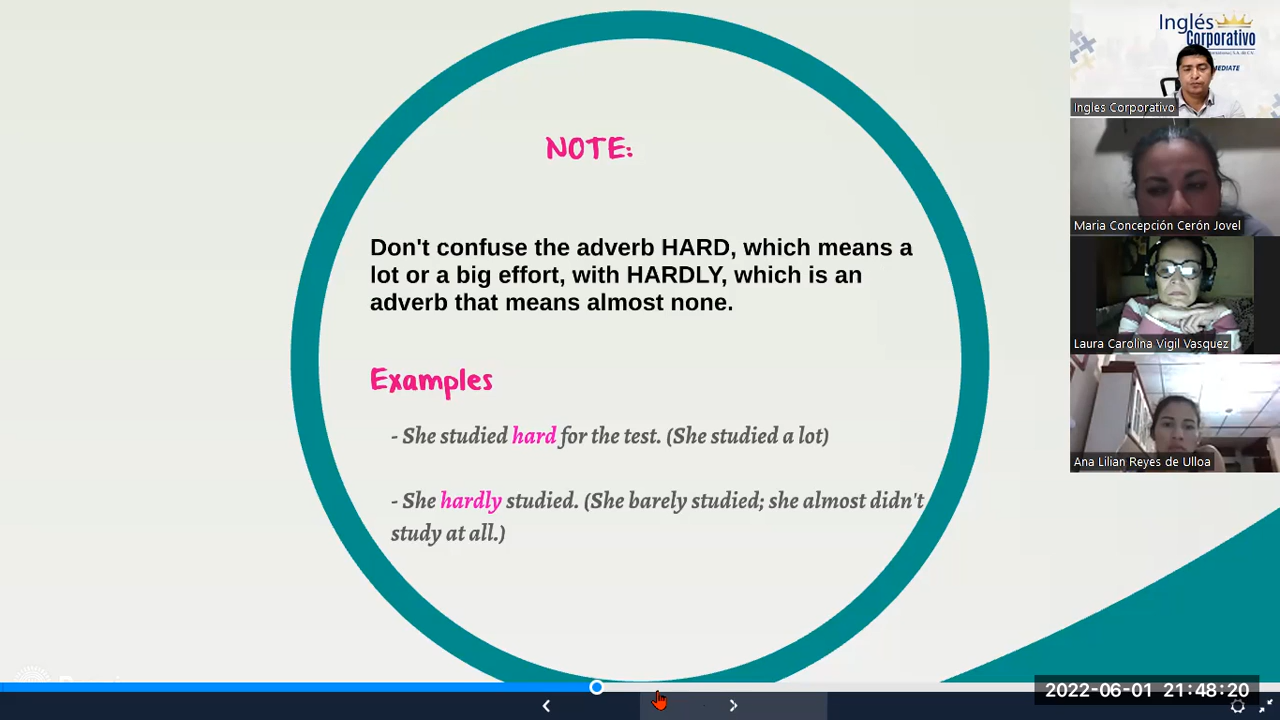 NOTE:
Don't confuse the adverb HARD, which means a
lot or a big effort, with HARDLY, which is an
adverb that means almost none.
Examples
- She studied hard for the test. (She studied a lot)
- She hardly studied. (She barely studied; she almost didn't
study at all.)
Inglés
Corporativo
Ingles Corporativo
Maria Concepción Cerón Jovel
Laura Carolina Vigil Vasquez
Ana Lilian Reyes de Ulloa
2022-06-01 21:48:20